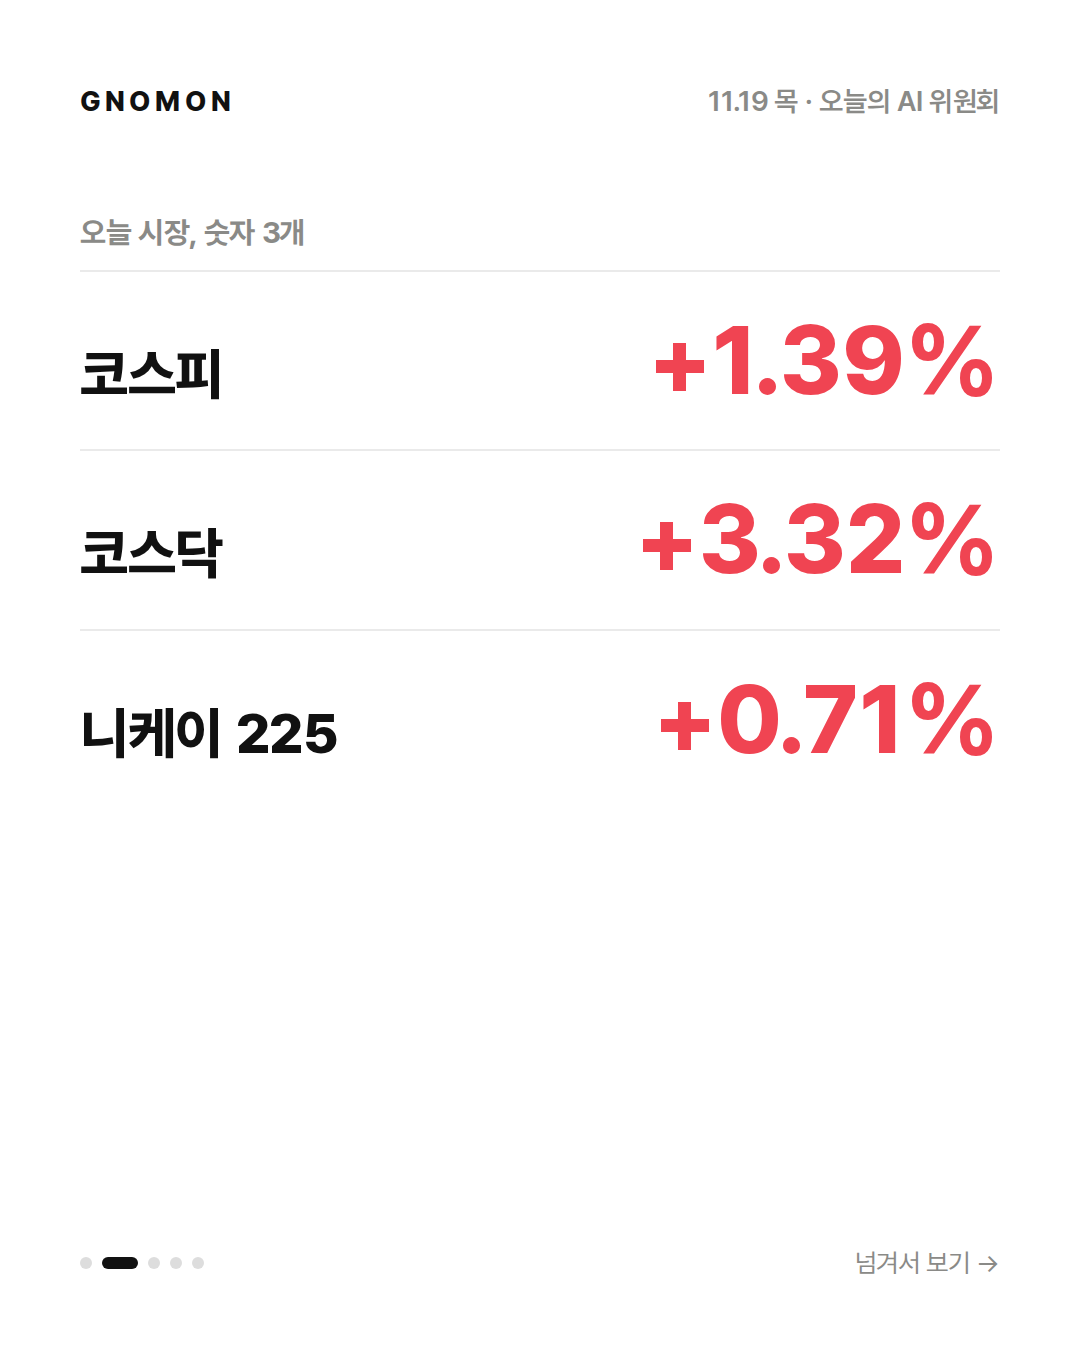 GNOMON
11.19 목 · 오늘의 AI 위원회
오늘 시장, 숫자 3개
코스피 +1.39%
코스닥 +3.32%
니케이 225 +0.71%
넘겨서 보기 →